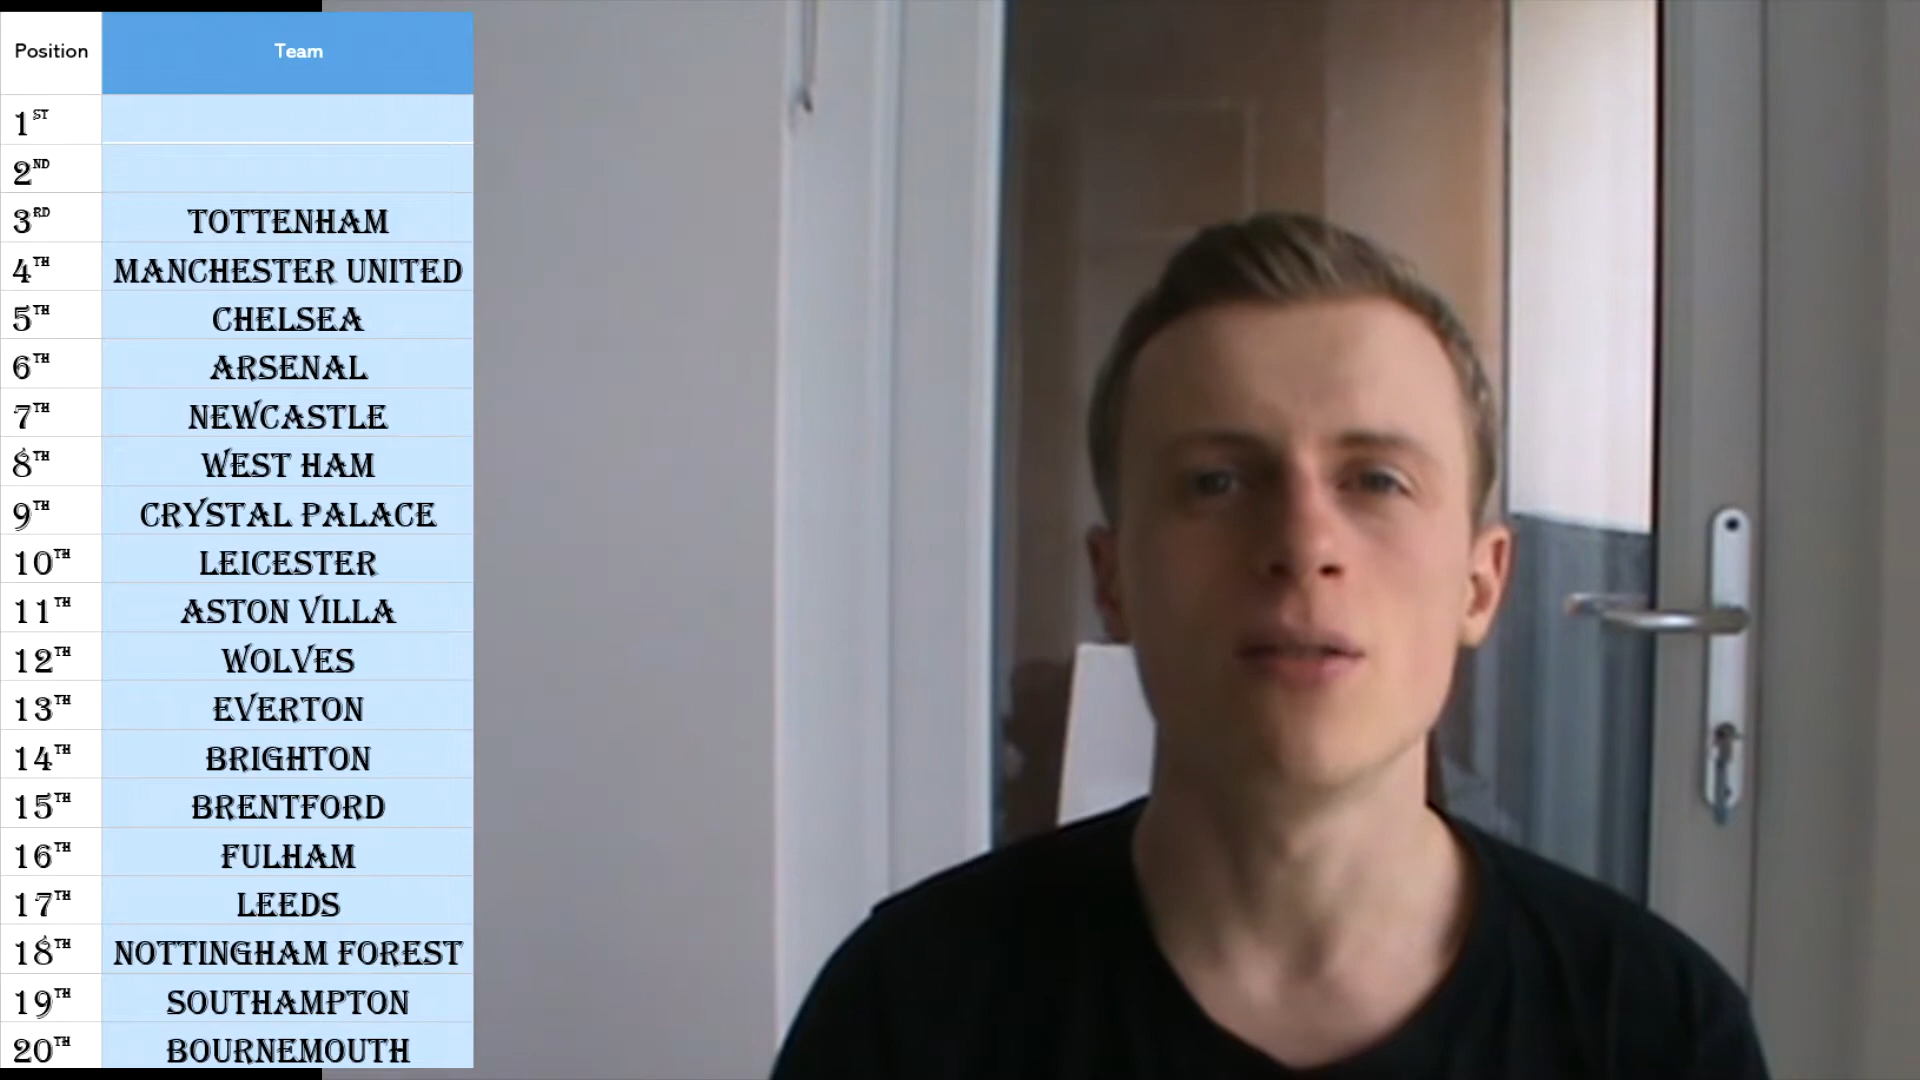 Position Team
1ST
2ND
3RD TOTTENHAM
4TH MANCHESTER UNITED
5TH CHELSEA
6TH ARSENAL
7TH NEWCASTLE
8TH WEST HAM
9TH CRYSTAL PALACE
10TH LEICESTER
11TH ASTON VILLA
12TH WOLVES
13TH EVERTON
14TH BRIGHTON
15TH BRENTFORD
16TH FULHAM
17TH LEEDS
18TH NOTTINGHAM FOREST
19TH SOUTHAMPTON
20TH BOURNEMOUTH